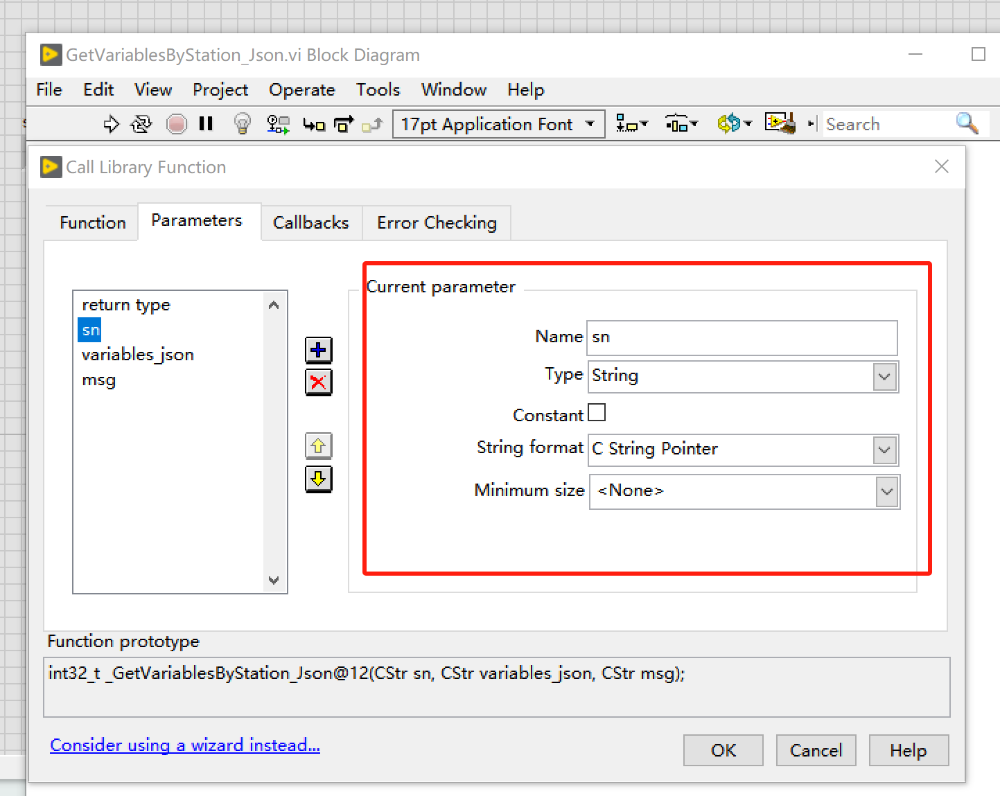 GetVariablesByStation_Json.vi Block Diagram
File Edit View Project Operate Tools Window Help
17pt Application Font
Search
Call Library Function
Function Parameters Callbacks Error Checking
return type
sn
variables_json
msg
Current parameter
Name sn
Type String
Constant
String format C String Pointer
Minimum size <None>
Function prototype
int32_t _GetVariablesByStation_Json@12(CStr sn, CStr variables_json, CStr msg);
Consider using a wizard instead...
OK Cancel Help